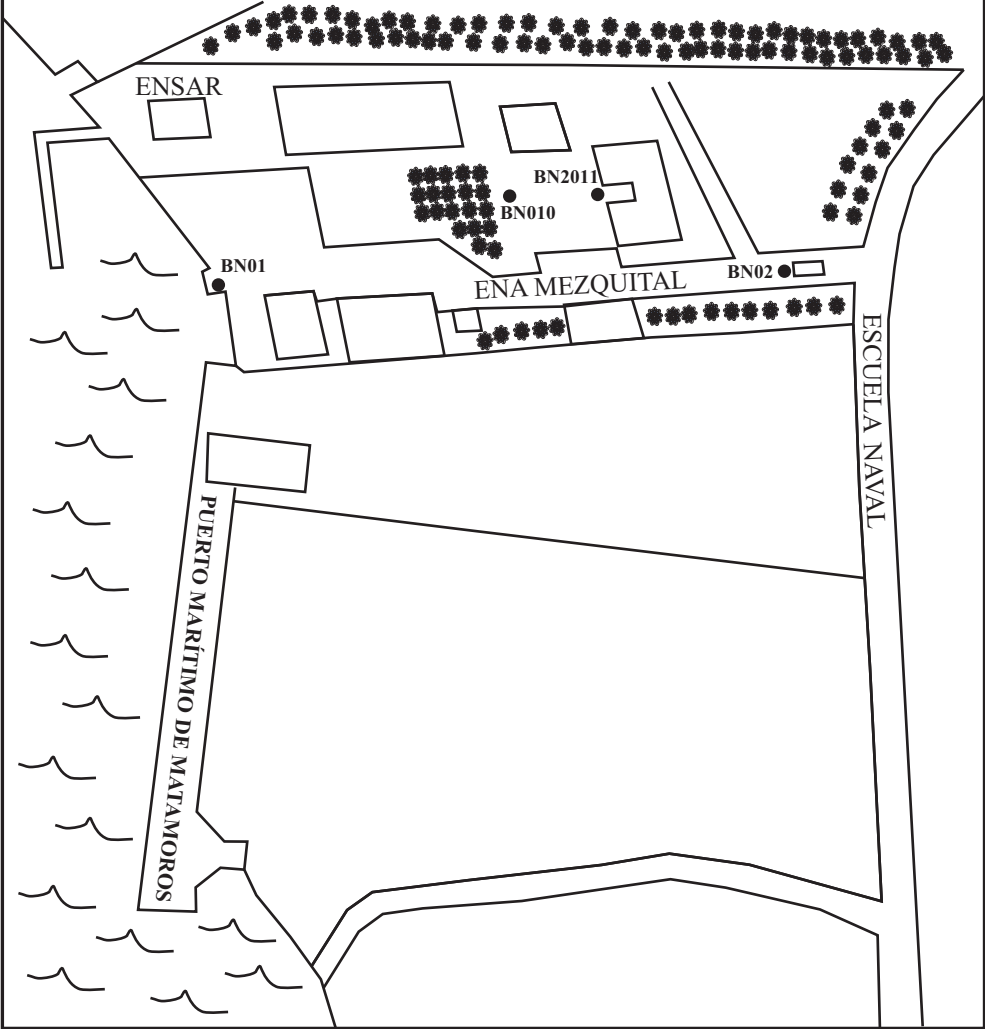 ENSAR
BN2011
BN010
BN01
BN02
ENA MEZQUITAL
ESCUELA NAVAL
PUERTO MARÍTIMO DE MATAMOROS